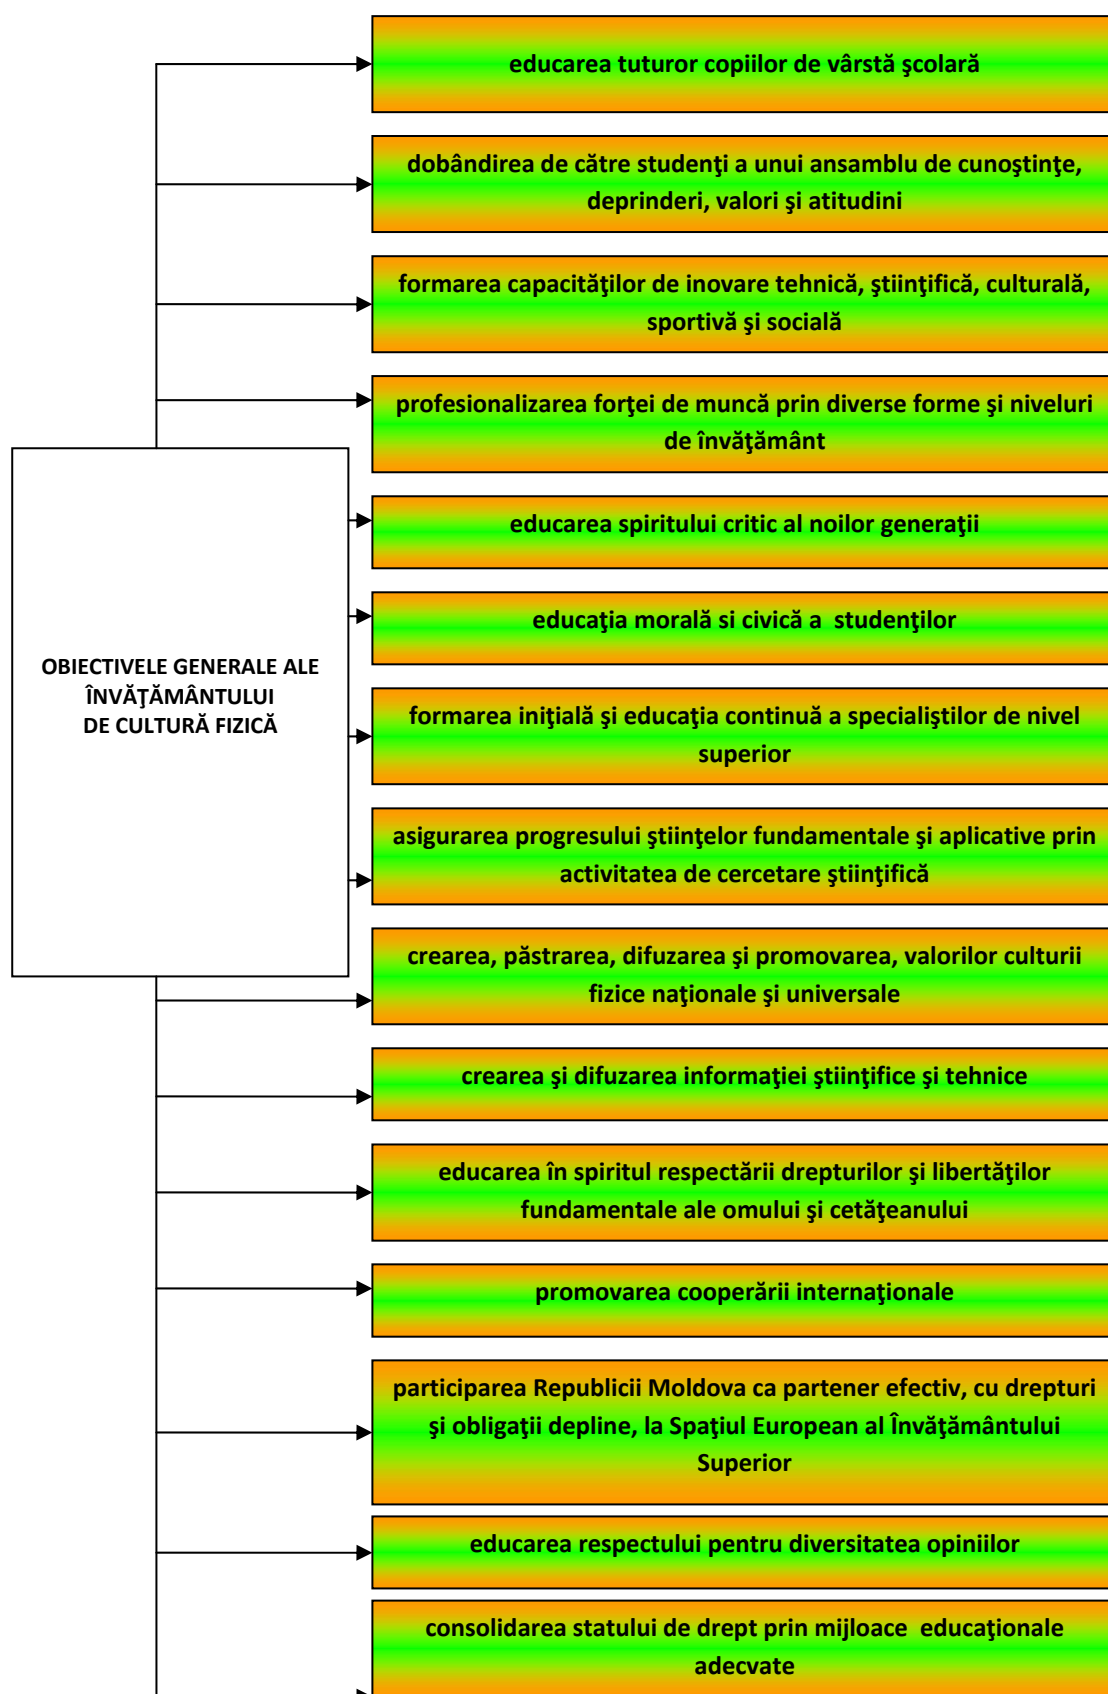 educarea tuturor copiilor de vârstă şcolară
dobândirea de către studenţi a unui ansamblu de cunoştinţe,
deprinderi, valori şi atitudini
formarea capacităţilor de inovare tehnică, ştiinţifică, culturală,
sportivă şi socială
profesionalizarea forţei de muncă prin diverse forme şi niveluri
de învăţământ
educarea spiritului critic al noilor generaţii
educaţia morală si civică a  studenţilor
OBIECTIVELE GENERALE ALE
ÎNVĂŢĂMÂNTULUI
DE CULTURĂ FIZICĂ
formarea iniţială şi educaţia continuă a specialiştilor de nivel
superior
asigurarea progresului ştiinţelor fundamentale şi aplicative prin
activitatea de cercetare ştiinţifică
crearea, păstrarea, difuzarea şi promovarea, valorilor culturii
fizice naţionale şi universale
crearea şi difuzarea informaţiei ştiinţifice şi tehnice
educarea în spiritul respectării drepturilor şi libertăţilor
fundamentale ale omului şi cetăţeanului
promovarea cooperării internaţionale
participarea Republicii Moldova ca partener efectiv, cu drepturi
şi obligaţii depline, la Spaţiul European al Învăţământului
Superior
educarea respectului pentru diversitatea opiniilor
consolidarea statului de drept prin mijloace  educaţionale
adecvate